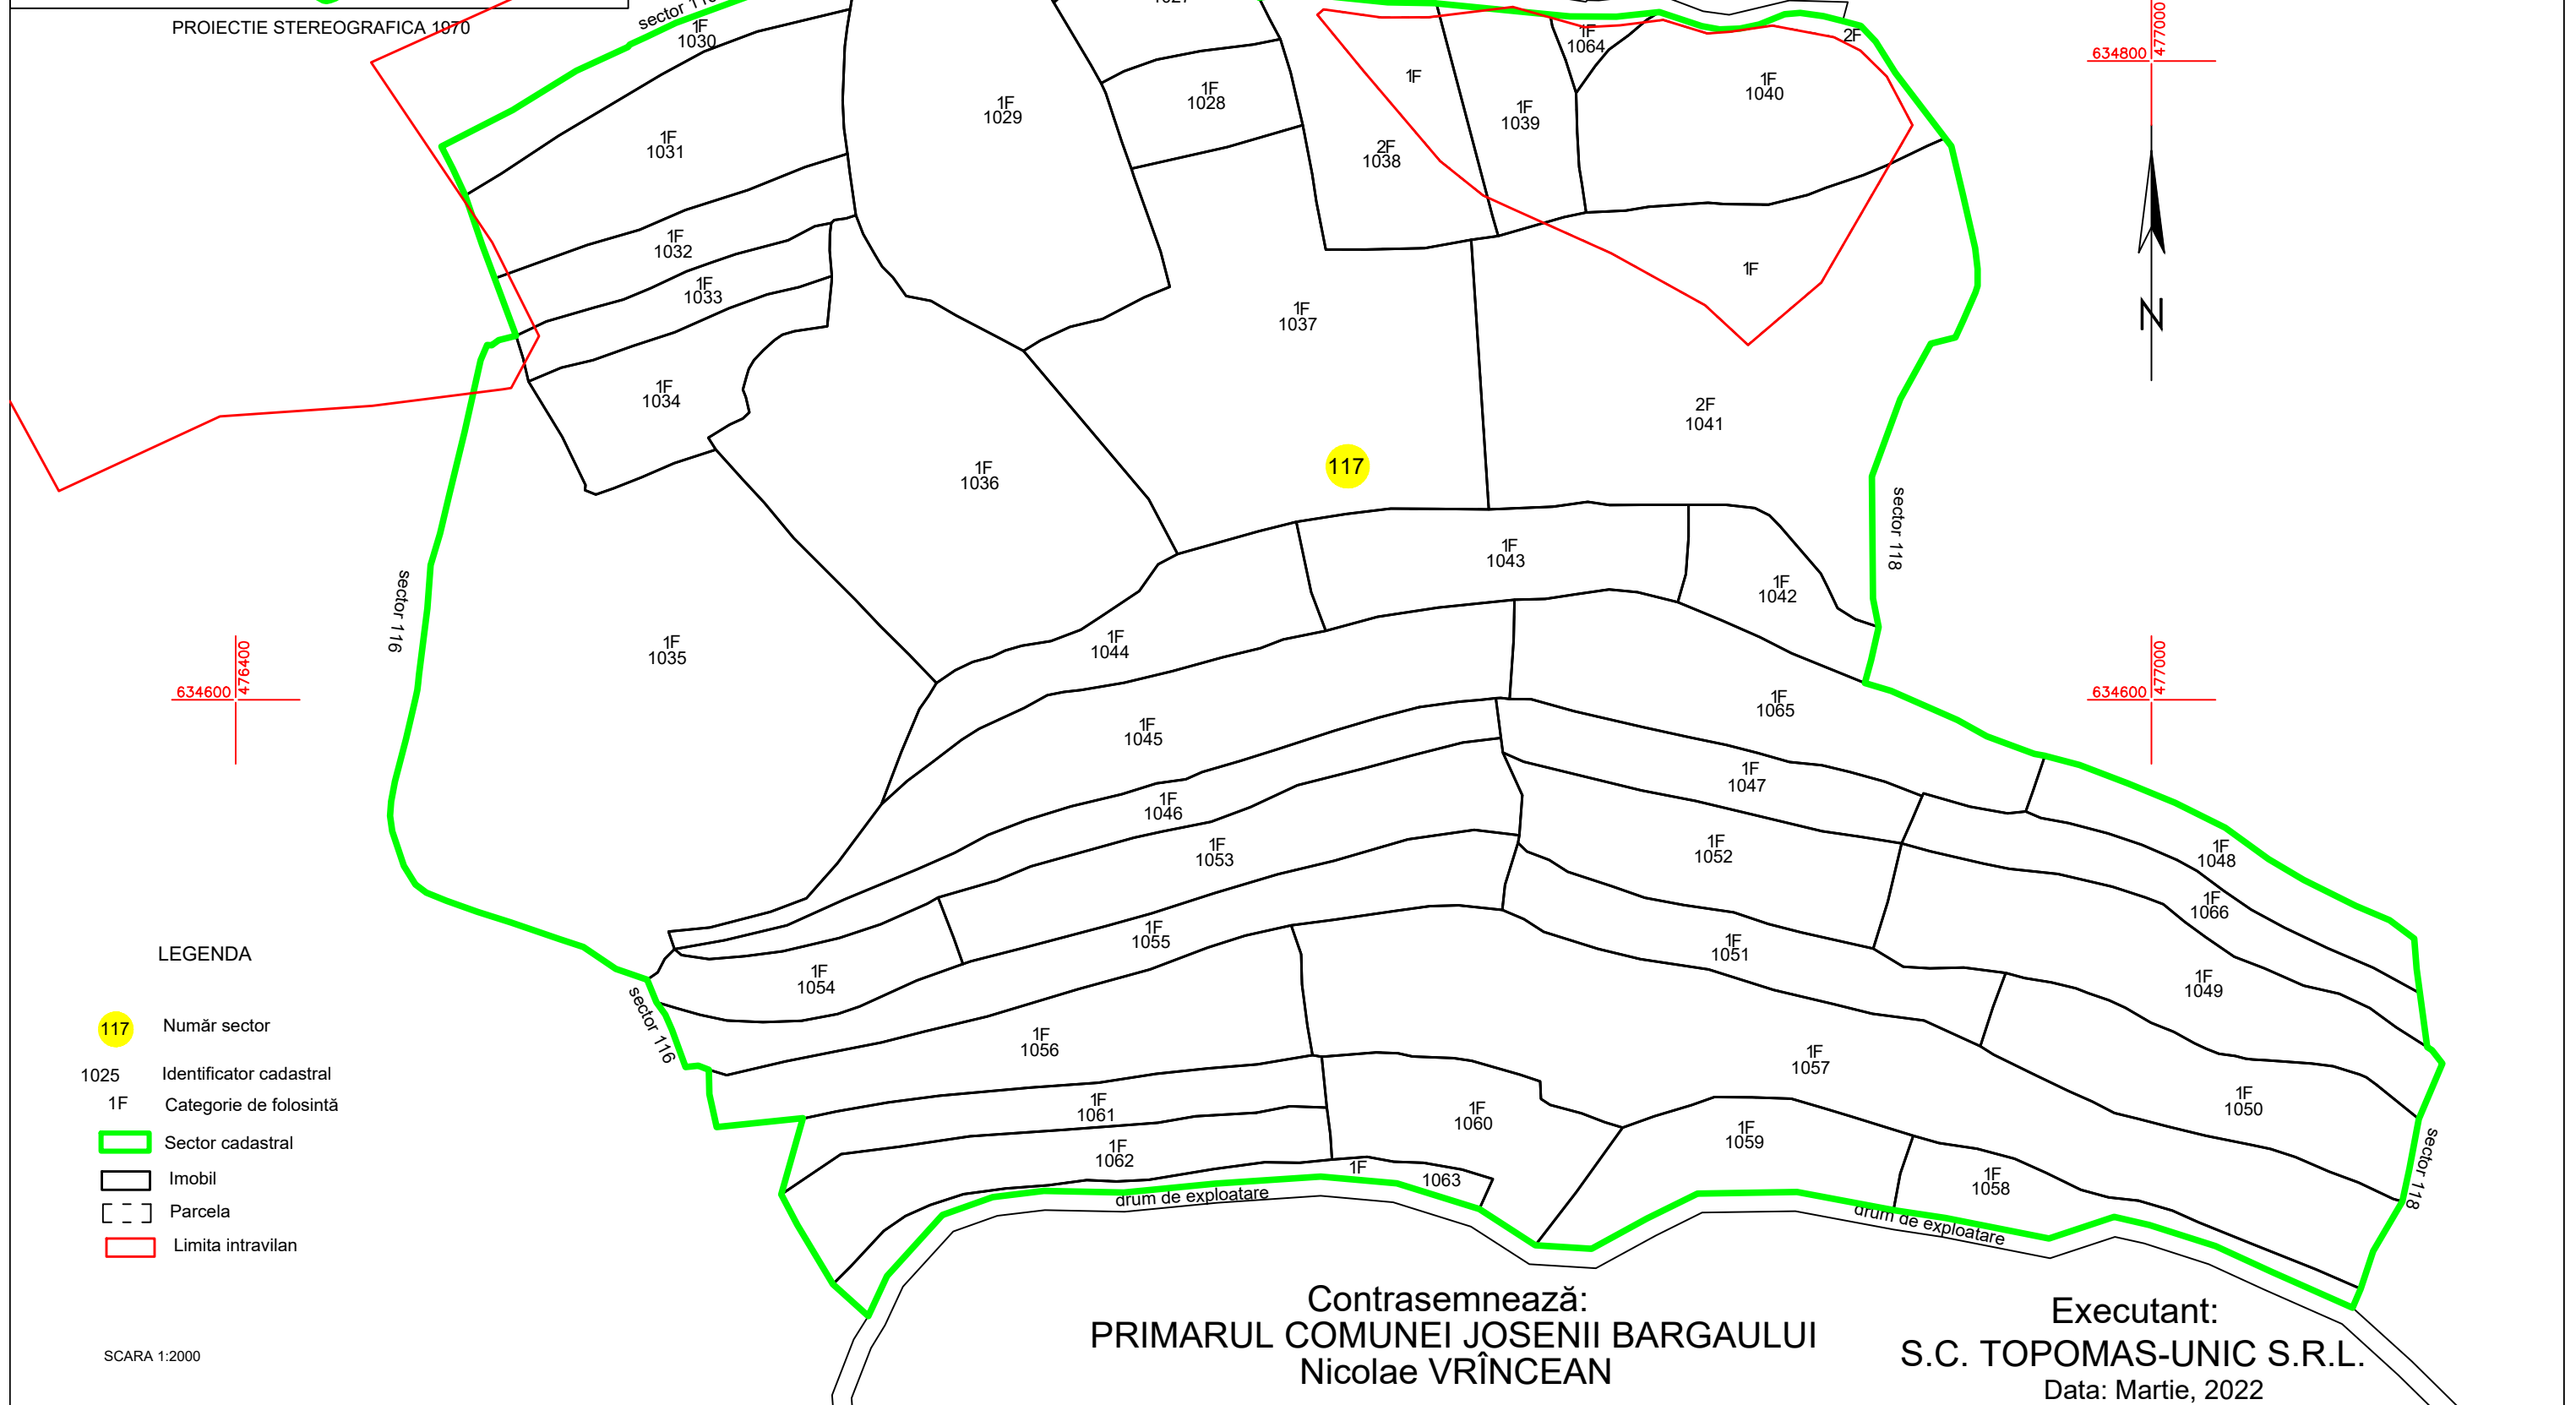 PROIECTIE STEREOGRAFICA 1970
1F
1030
1F
1031
1F
1032
1F
1033
1F
1034
1F
1029
1F
1028
1F
2F
1038
1F
1039
1F
1064
1F
1040
2F
1F
634800
477000
N
1F
1037
2F
1041
117
1F
1036
1F
1035
sector 116
sector 118
634600
476400
634600
477000
1F
1043
1F
1042
1F
1044
1F
1045
1F
1065
1F
1046
1F
1047
1F
1053
1F
1052
1F
1048
1F
1066
1F
1055
1F
1051
1F
1049
1F
1054
1F
1056
1F
1057
1F
1050
1F
1061
1F
1060
1F
1059
1F
1062
1F
1063
1F
1058
sector 116
sector 118
drum de exploatare
drum de exploatare
LEGENDA
117 Număr sector
1025 Identificator cadastral
1F Categorie de folosintă
Sector cadastral
Imobil
Parcela
Limita intravilan
SCARA 1:2000
Contrasemnează:
PRIMARUL COMUNEI JOSENII BARGAULUI
Nicolae VRÎNCEAN
Executant:
S.C. TOPOMAS-UNIC S.R.L.
Data: Martie, 2022